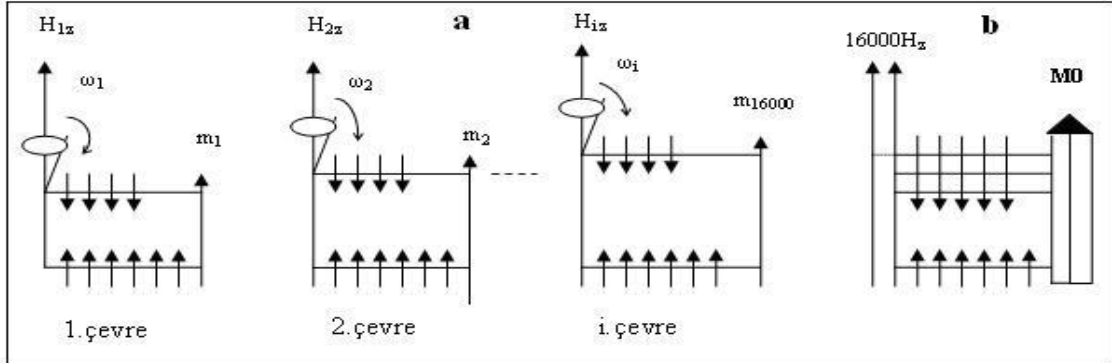 H1z
a
H2z
Hiz
b
16000Hz
M0
ω1
ω2
ωi
m1
m2
m16000
1.çevre
2.çevre
i.çevre